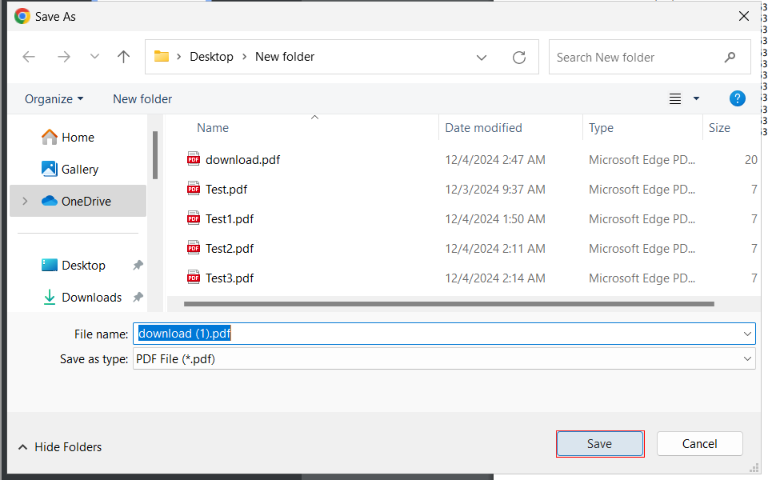 Save As
Desktop New folder
Search New folder
Organize New folder
Name Date modified Type Size
Home
Gallery
OneDrive
Desktop
Downloads
download.pdf 12/4/2024 2:47 AM Microsoft Edge PD... 20
Test.pdf 12/3/2024 9:37 AM Microsoft Edge PD... 7
Test1.pdf 12/4/2024 1:50 AM Microsoft Edge PD... 7
Test2.pdf 12/4/2024 2:11 AM Microsoft Edge PD... 7
Test3.pdf 12/4/2024 2:14 AM Microsoft Edge PD... 7
File name: download (1).pdf
Save as type: PDF File (*.pdf)
Hide Folders
Save Cancel